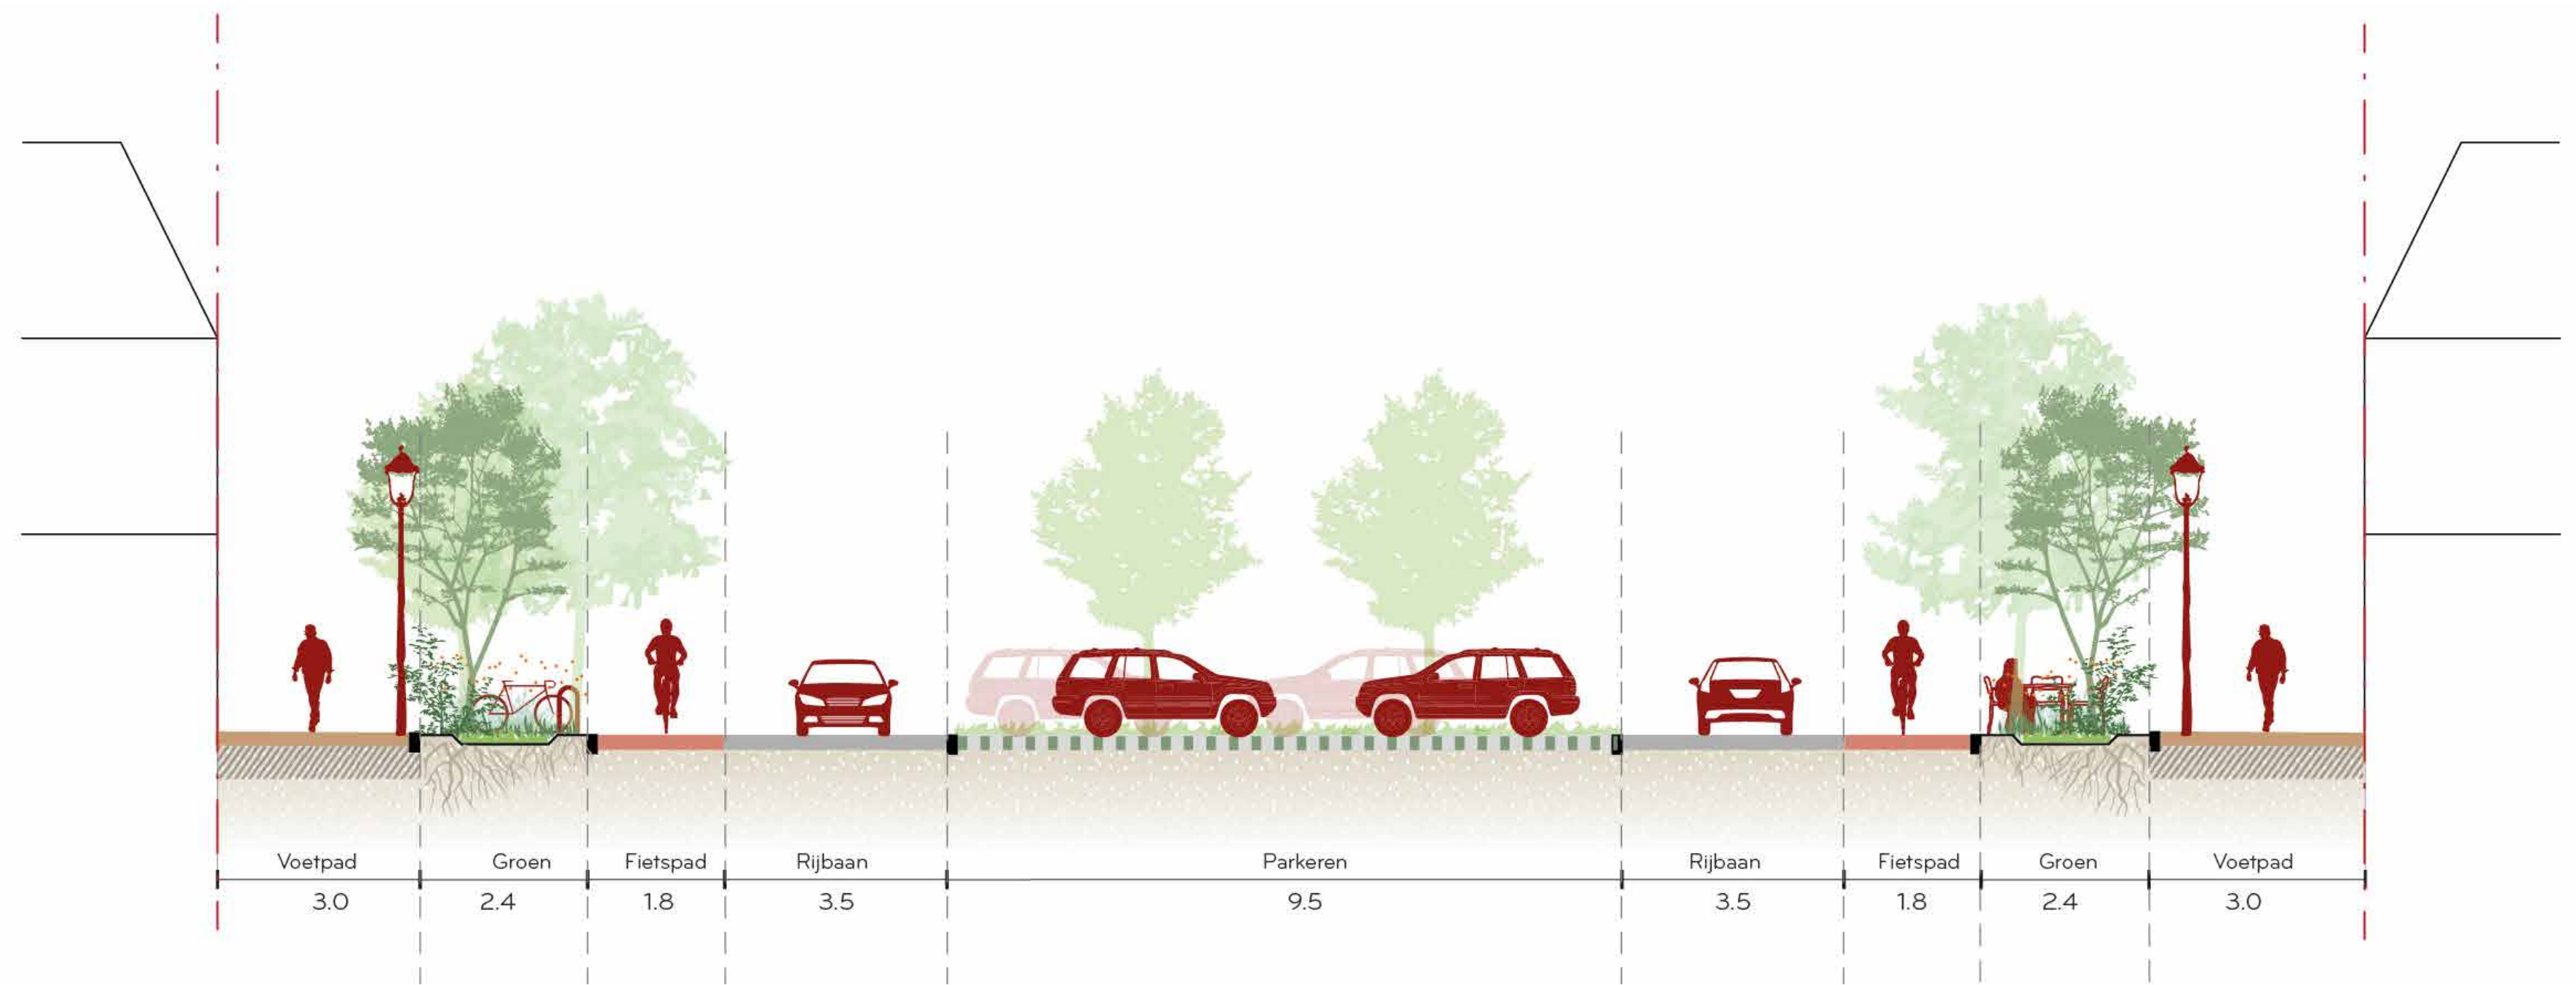 Voetpad Groen Fietspad Rijbaan Parkeren Rijbaan Fietspad Groen Voetpad
3.0 2.4 1.8 3.5 9.5 3.5 1.8 2.4 3.0